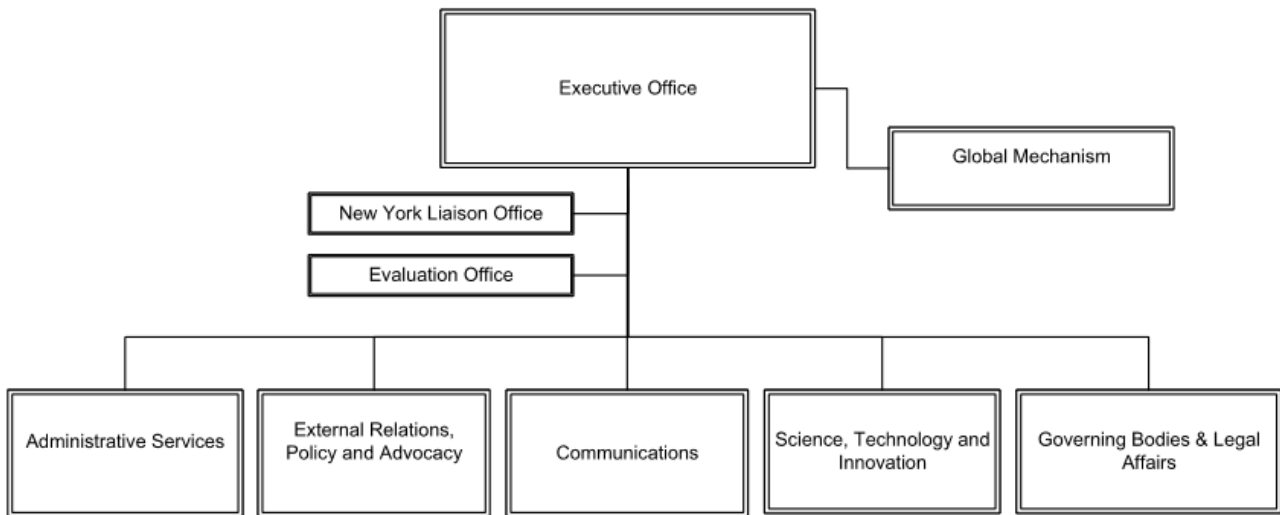 Executive Office
Global Mechanism
New York Liaison Office
Evaluation Office
Administrative Services
External Relations,
Policy and Advocacy
Communications
Science, Technology and
Innovation
Governing Bodies & Legal
Affairs